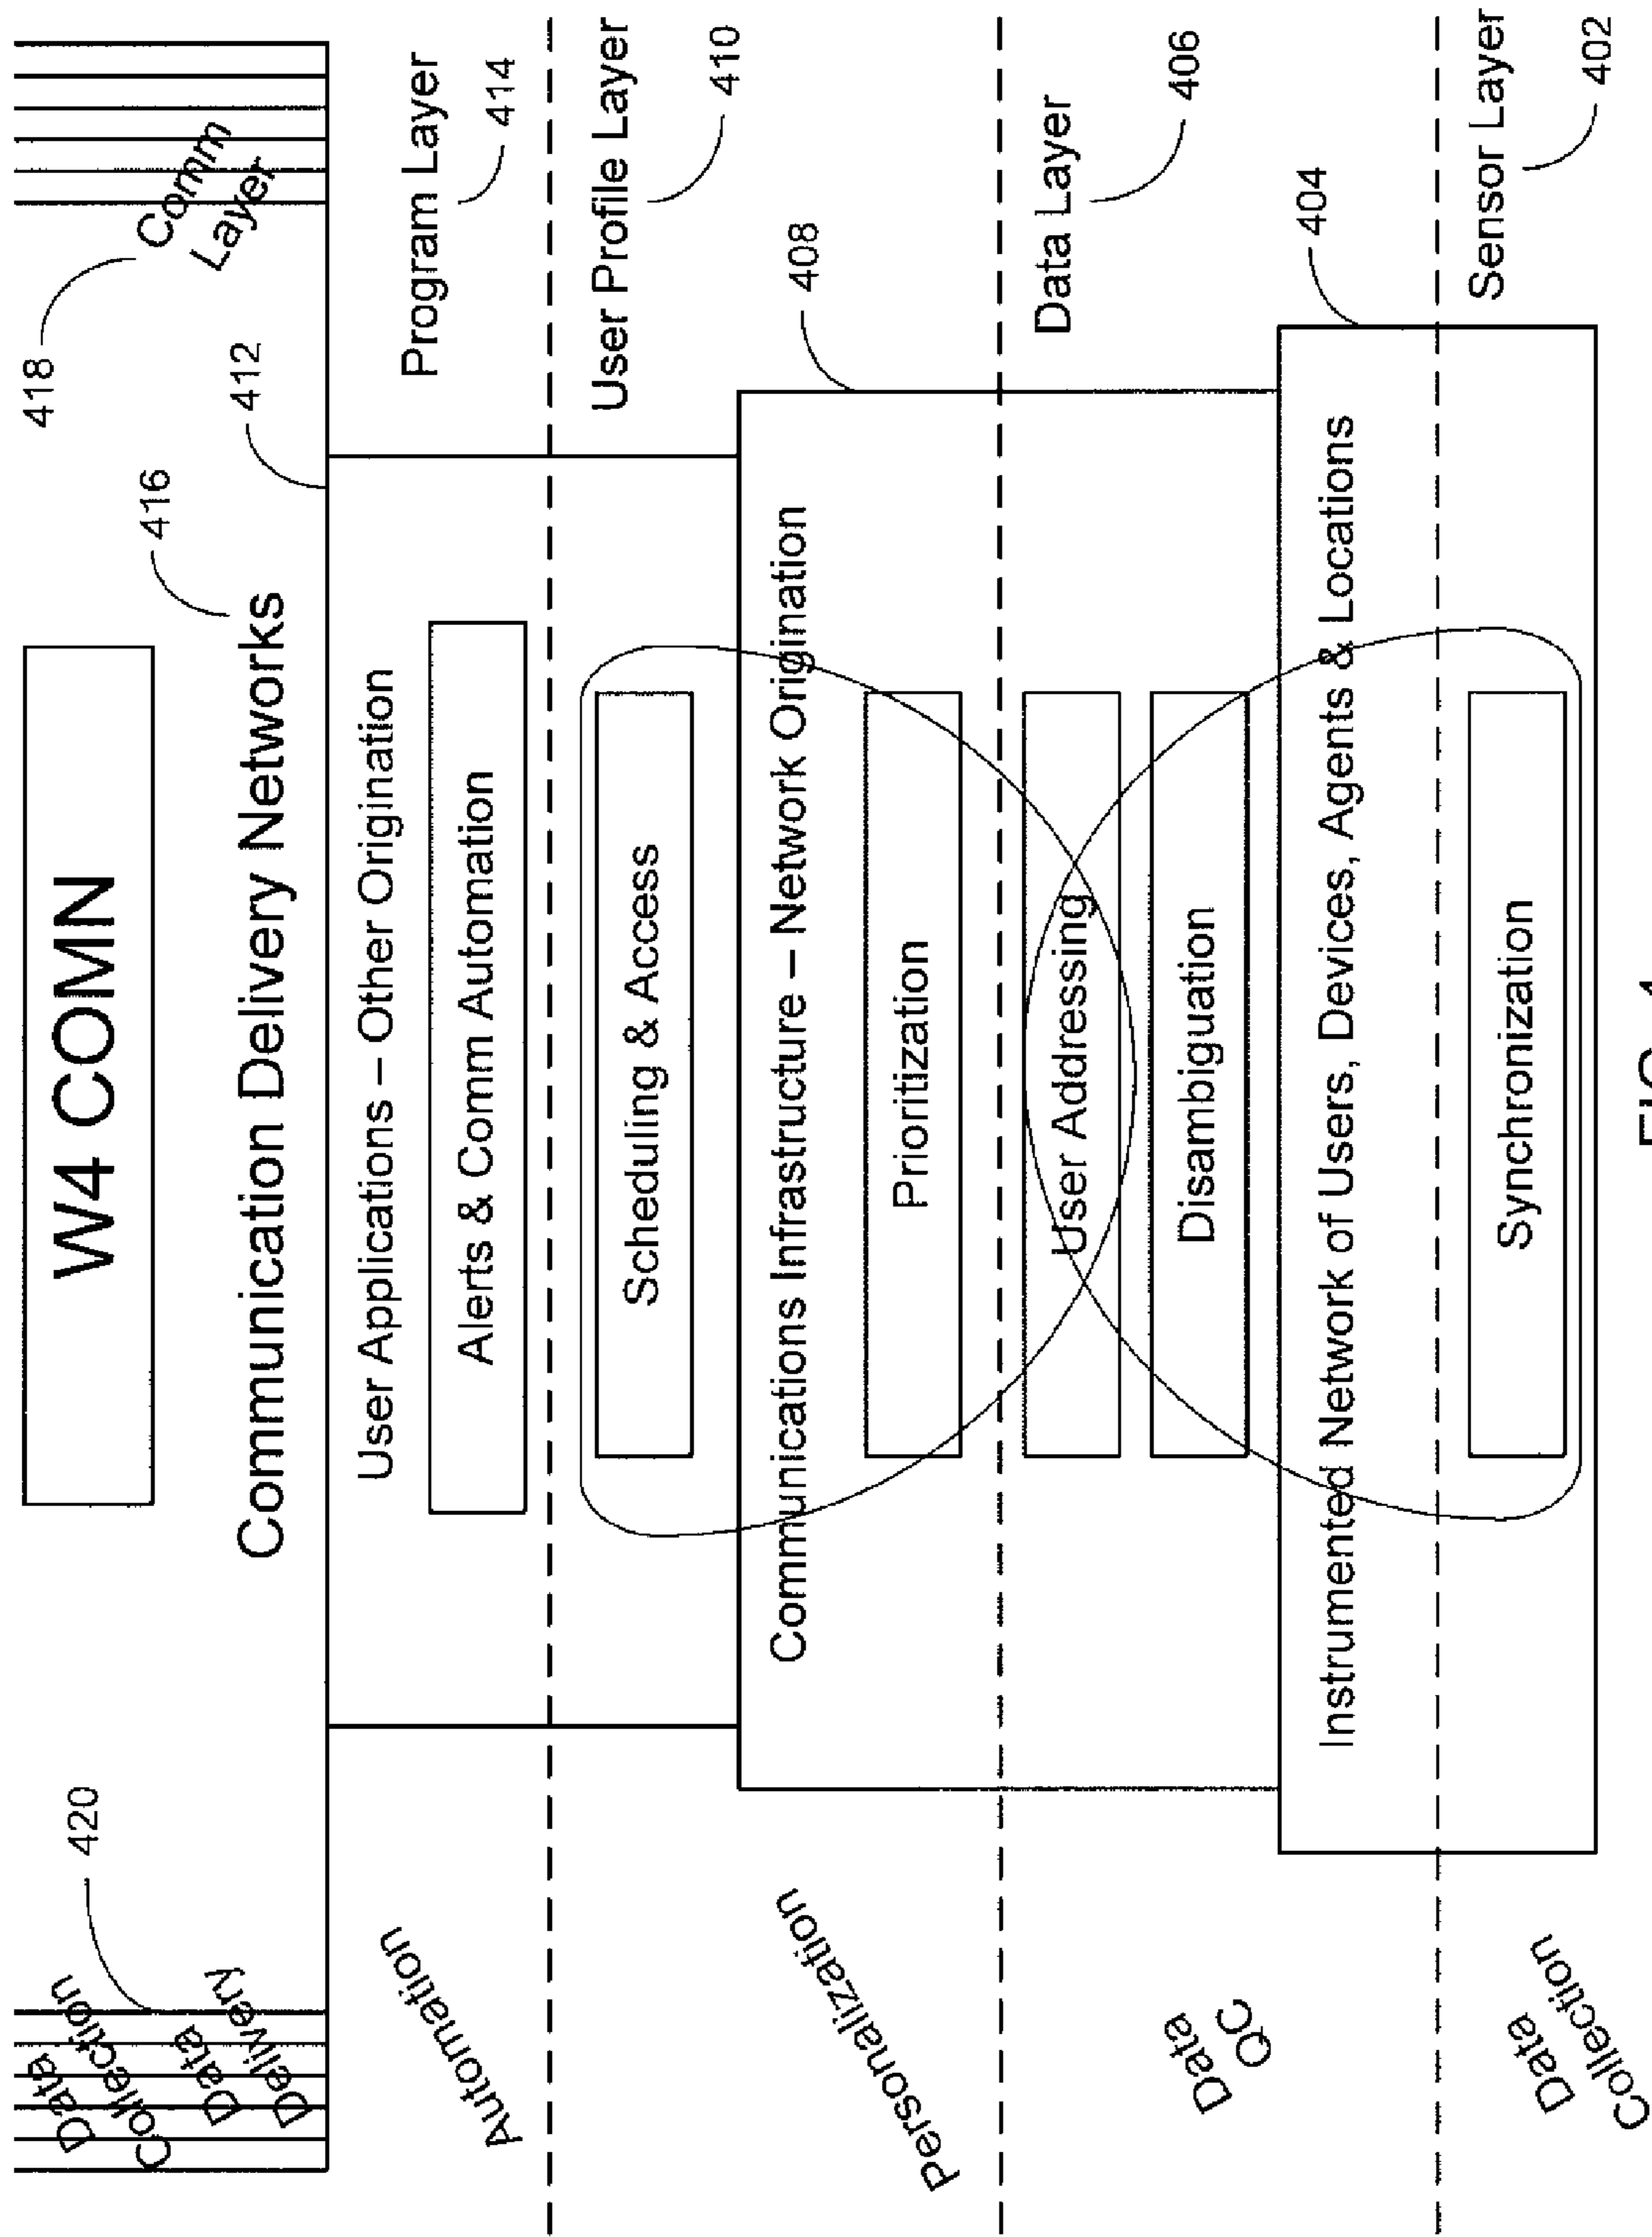 W4 COMN
418
Comm
Layer
420
Data
Collection
Data
Delivery
416
Communication Delivery Networks
412
User Applications – Other Origination
Program Layer
414
Automation
Alerts & Comm Automation
User Profile Layer
410
Scheduling & Access
Communications Infrastructure – Network Origination
408
Personalization
Prioritization
Data Layer
406
User Addressing
Data
QC
Disambiguation
404
Instrumented Network of Users, Devices, Agents & Locations
Sensor Layer
402
Data
Collection
Synchronization